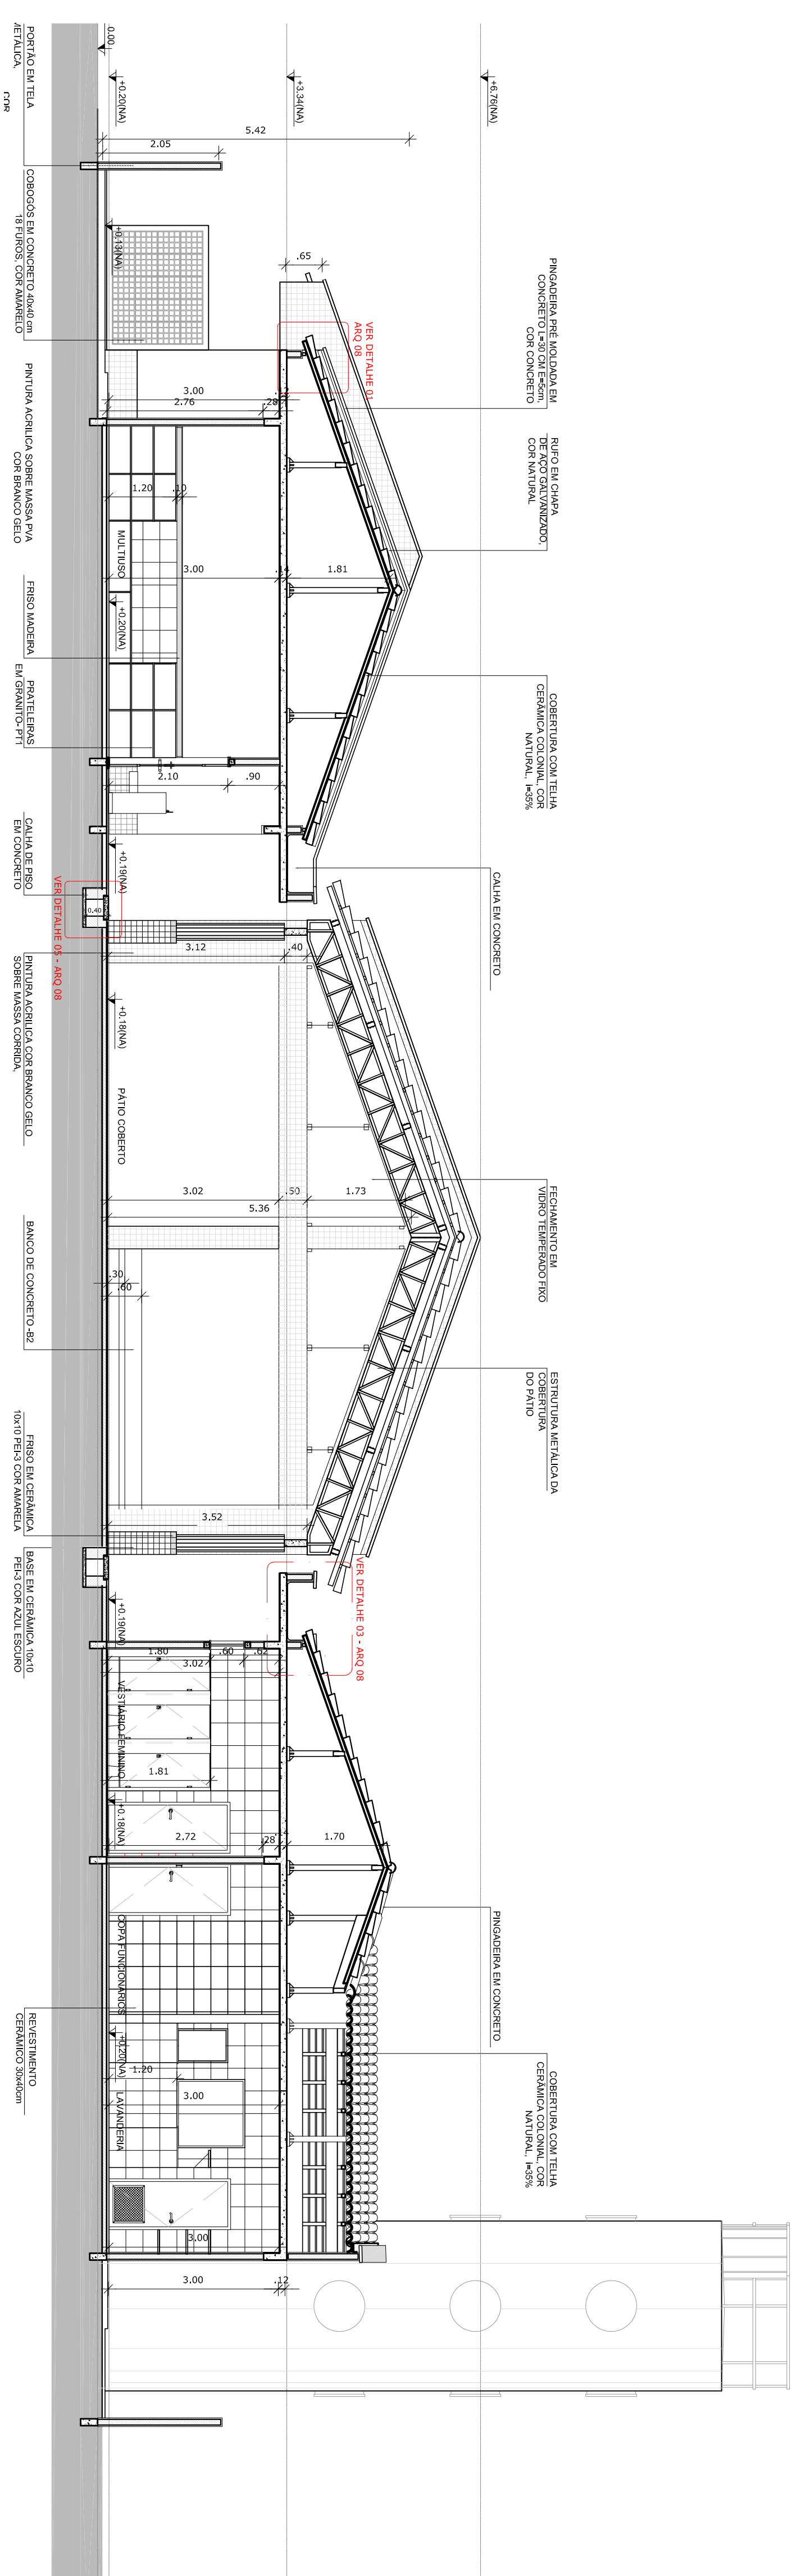 +6.76(NA)
+3.34(NA)
+0.20(NA)
0.00
5.42
2.05
PORTÃO EM TELA
METÁLICA,
COR
COBOGÓS EM CONCRETO 40x40 cm
18 FUROS, COR AMARELO
+0.13(NA)
.65
VER DETALHE 01
ARQ 08
PINGADEIRA PRÉ MOLDADA EM
CONCRETO L=30 CM E=5cm,
COR CONCRETO
RUFO EM CHAPA
DE AÇO GALVANIZADO,
COR NATURAL
3.00
.12
2.76
.28
PINTURA ACRILICA SOBRE MASSA PVA
COR BRANCO GELO
1.20
.10
MULTIUSO
3.00
.14
1.81
+0.20(NA)
FRISO MADEIRA
PRATELEIRAS
EM GRANITO- PT1
COBERTURA COM TELHA
CERÂMICA COLONIAL, COR
NATURAL, i=35%
2.10
.90
+0.19(NA)
CALHA DE PISO
EM CONCRETO
0.40
VER DETALHE 05 - ARQ 08
CALHA EM CONCRETO
3.12
.40
PINTURA ACRILICA COR BRANCO GELO
SOBRE MASSA CORRIDA,
+0.18(NA)
PÁTIO COBERTO
3.02
.50
1.73
5.36
FECHAMENTO EM
VIDRO TEMPERADO FIXO
.30
.60
BANCO DE CONCRETO -B2
ESTRUTURA METÁLICA DA
COBERTURA
DO PÁTIO
3.52
FRISO EM CERÂMICA
10x10 PEI-3 COR AMARELA
BASE EM CERÂMICA 10x10
PEI-3 COR AZUL ESCURO
VER DETALHE 03 - ARQ 08
+0.19(NA)
1.80
.60
.62
3.02
VESTIÁRIO FEMININO
1.81
+0.18(NA)
2.72
.28
1.70
COPA FUNCIONARIOS
PINGADEIRA EM CONCRETO
REVESTIMENTO
CERÂMICO 30x40cm
+0.20(NA)
1.20
3.00
LAVANDERIA
COBERTURA COM TELHA
CERÂMICA COLONIAL, COR
NATURAL, i=35%
3.00
3.00
.12